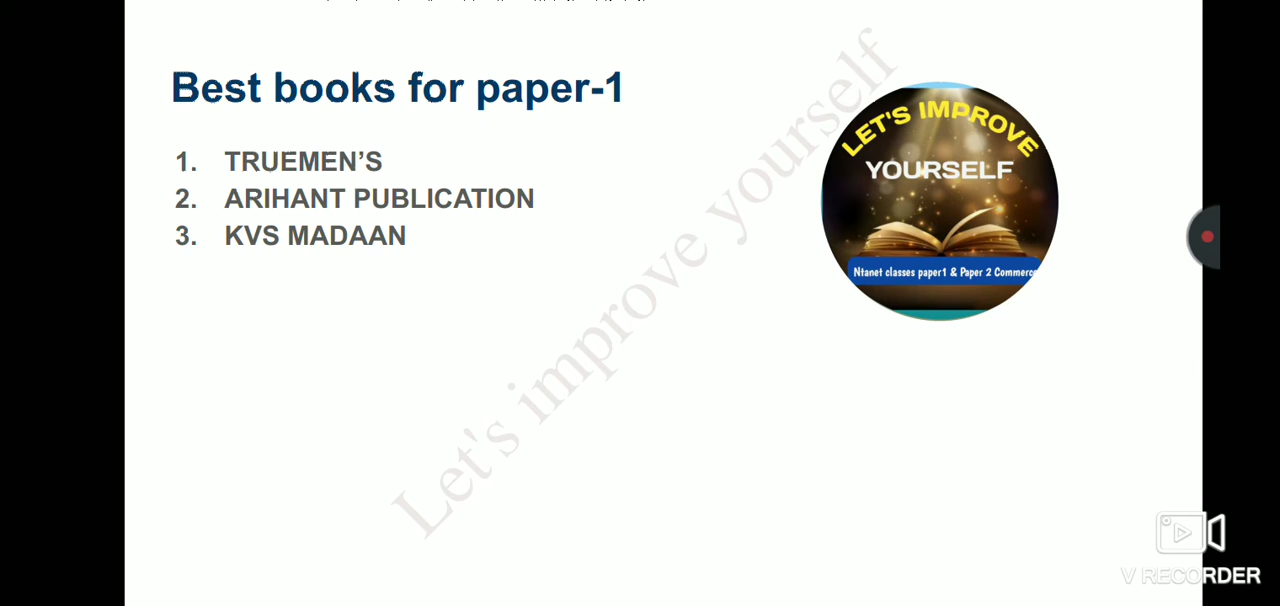 Best books for paper-1
1. TRUEMEN’S
2. ARIHANT PUBLICATION
3. KVS MADAAN
LET'S IMPROVE
YOURSELF
Ntanet classes paper1 & Paper 2 Commerce
Let's improve yourself
V RECORDER